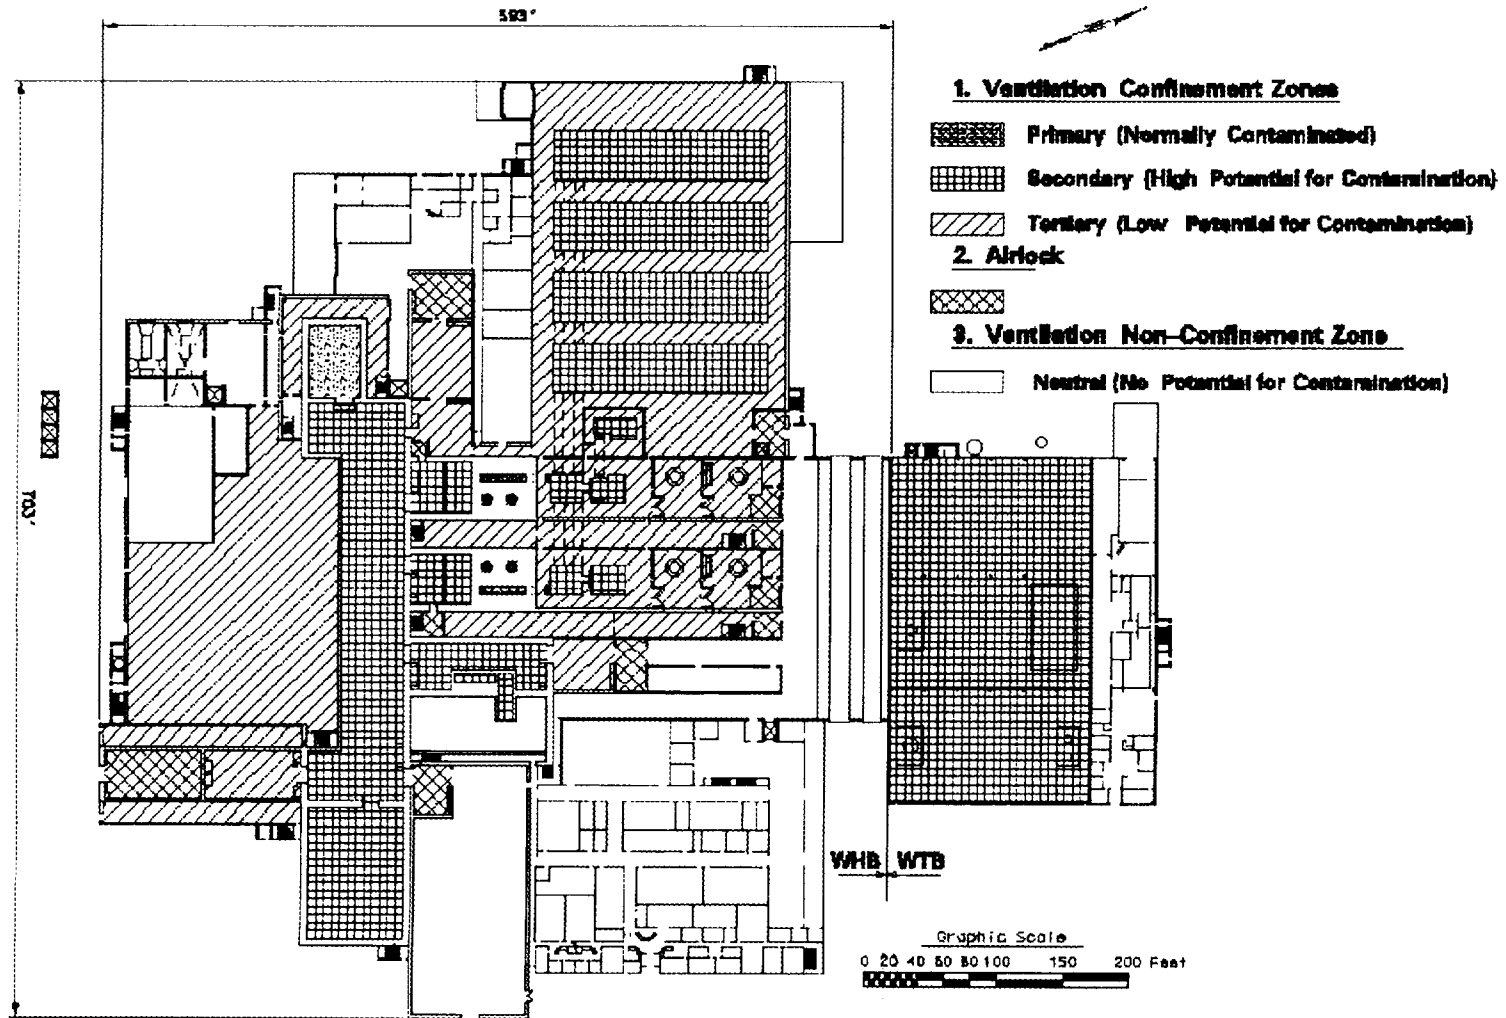 593'
1. Ventilation Confinement Zones
Primary (Normally Contaminated)
Secondary (High Potential for Contamination)
Tertiary (Low Potential for Contamination)
2. Airlock
3. Ventilation Non-Confinement Zone
Neutral (No Potential for Contamination)
703'
WHB WTB
Graphic Scale
0 20 40 60 80 100 150 200 Feet